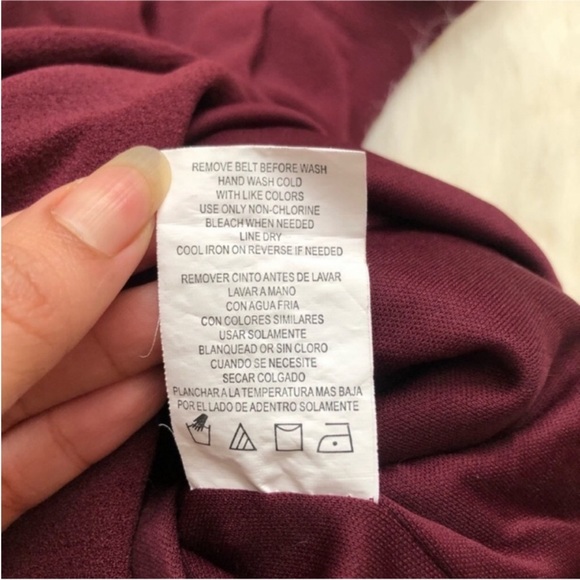 REMOVE BELT BEFORE WASH
HAND WASH COLD
WITH LIKE COLORS
USE ONLY NON-CHLORINE
BLEACH WHEN NEEDED
LINE DRY
COOL IRON ON REVERSE IF NEEDED
REMOVER CINTO ANTES DE LAVAR
LAVAR A MANO
CON AGUA FRIA
CON COLORES SIMILARES
USAR SOLAMENTE
BLANQUEAD OR SIN CLORO
CUANDO SE NECESITE
SECAR COLGADO
PLANCHAR A LA TEMPERATURA MAS BAJA
POR EL LADO DE ADENTRO SOLAMENTE